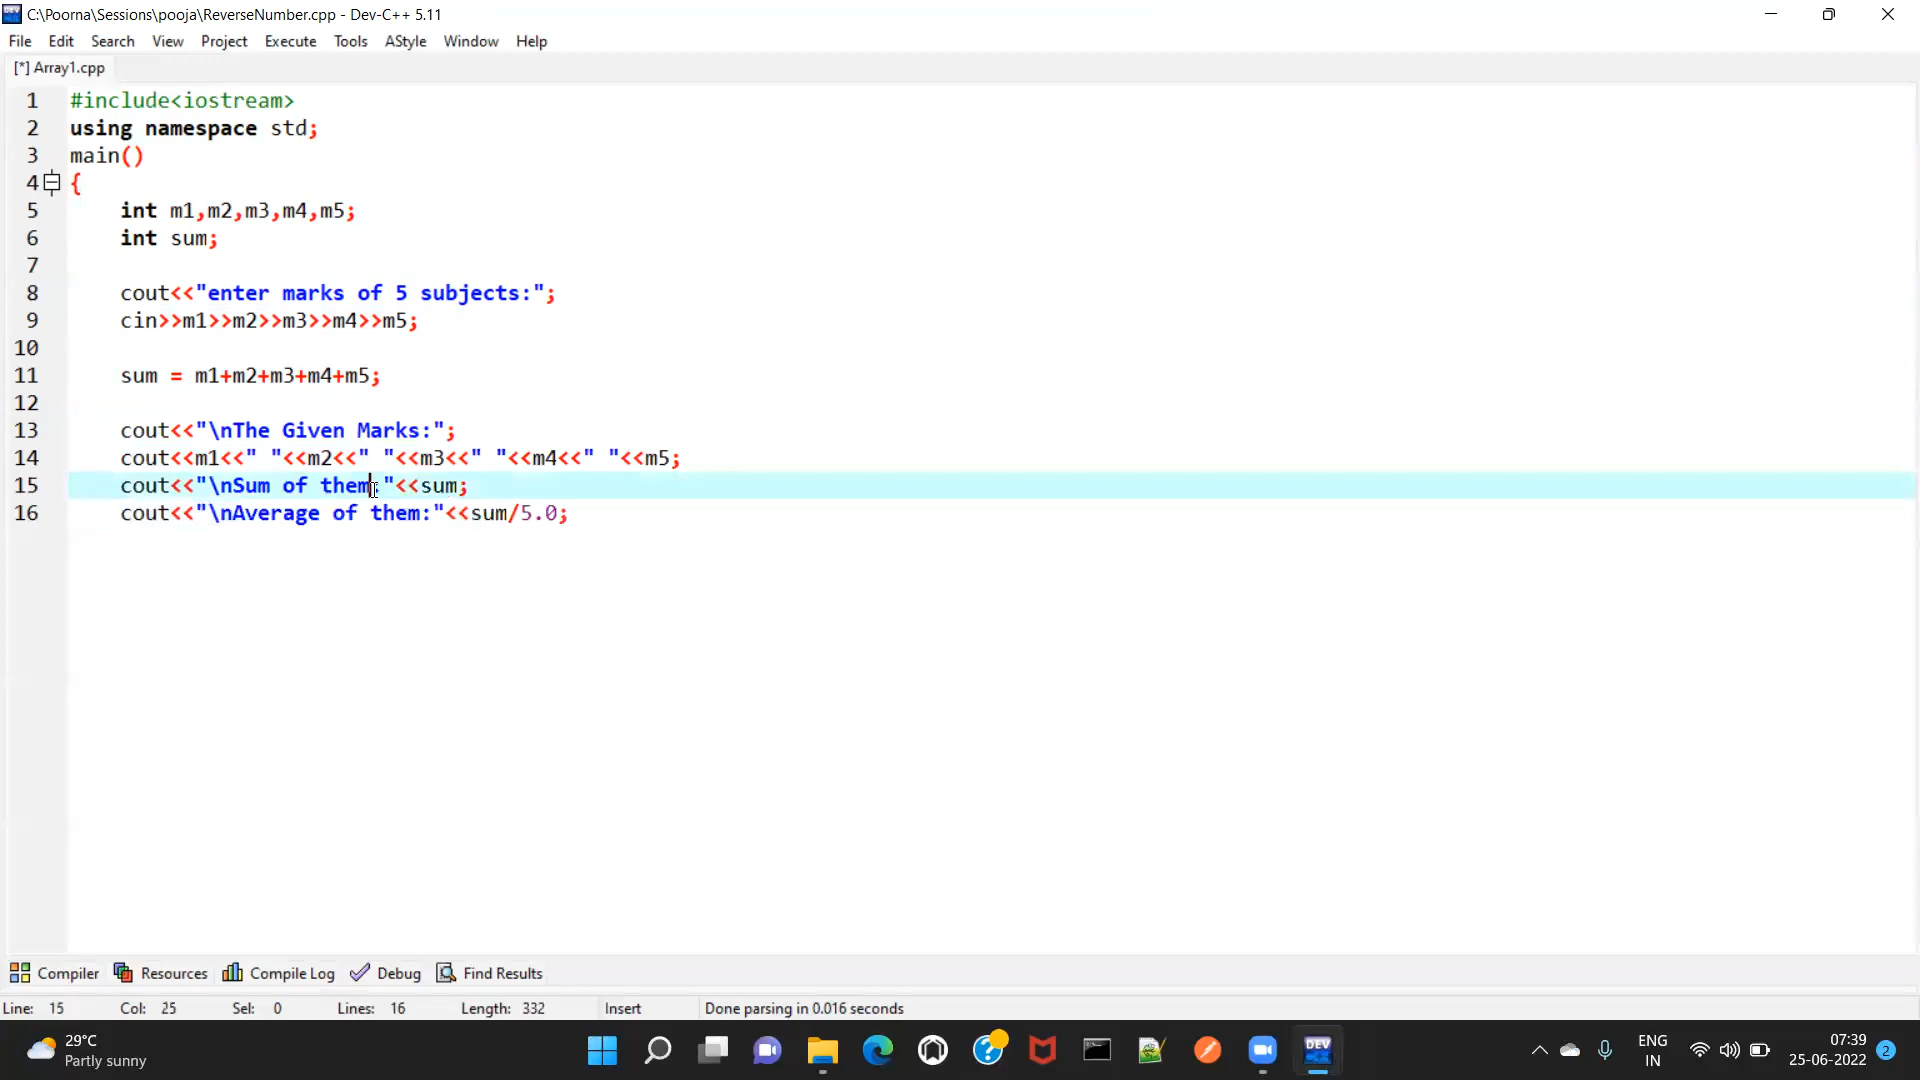 C:\Poorna\Sessions\pooja\ReverseNumber.cpp - Dev-C++ 5.11
File Edit Search View Project Execute Tools AStyle Window Help
[*] Array1.cpp
1 #include<iostream>
2 using namespace std;
3 main()
4 {
5 int m1,m2,m3,m4,m5;
6 int sum;
7
8 cout<<"enter marks of 5 subjects:";
9 cin>>m1>>m2>>m3>>m4>>m5;
10
11 sum = m1+m2+m3+m4+m5;
12
13 cout<<"\nThe Given Marks:";
14 cout<<m1<<" "<<m2<<" "<<m3<<" "<<m4<<" "<<m5;
15 cout<<"\nSum of them:"<<sum;
16 cout<<"\nAverage of them:"<<sum/5.0;
Compiler Resources Compile Log Debug Find Results
Line: 15 Col: 25 Sel: 0 Lines: 16 Length: 332 Insert Done parsing in 0.016 seconds
29°C
Partly sunny
DEV
ENG
IN
07:39
25-06-2022
2